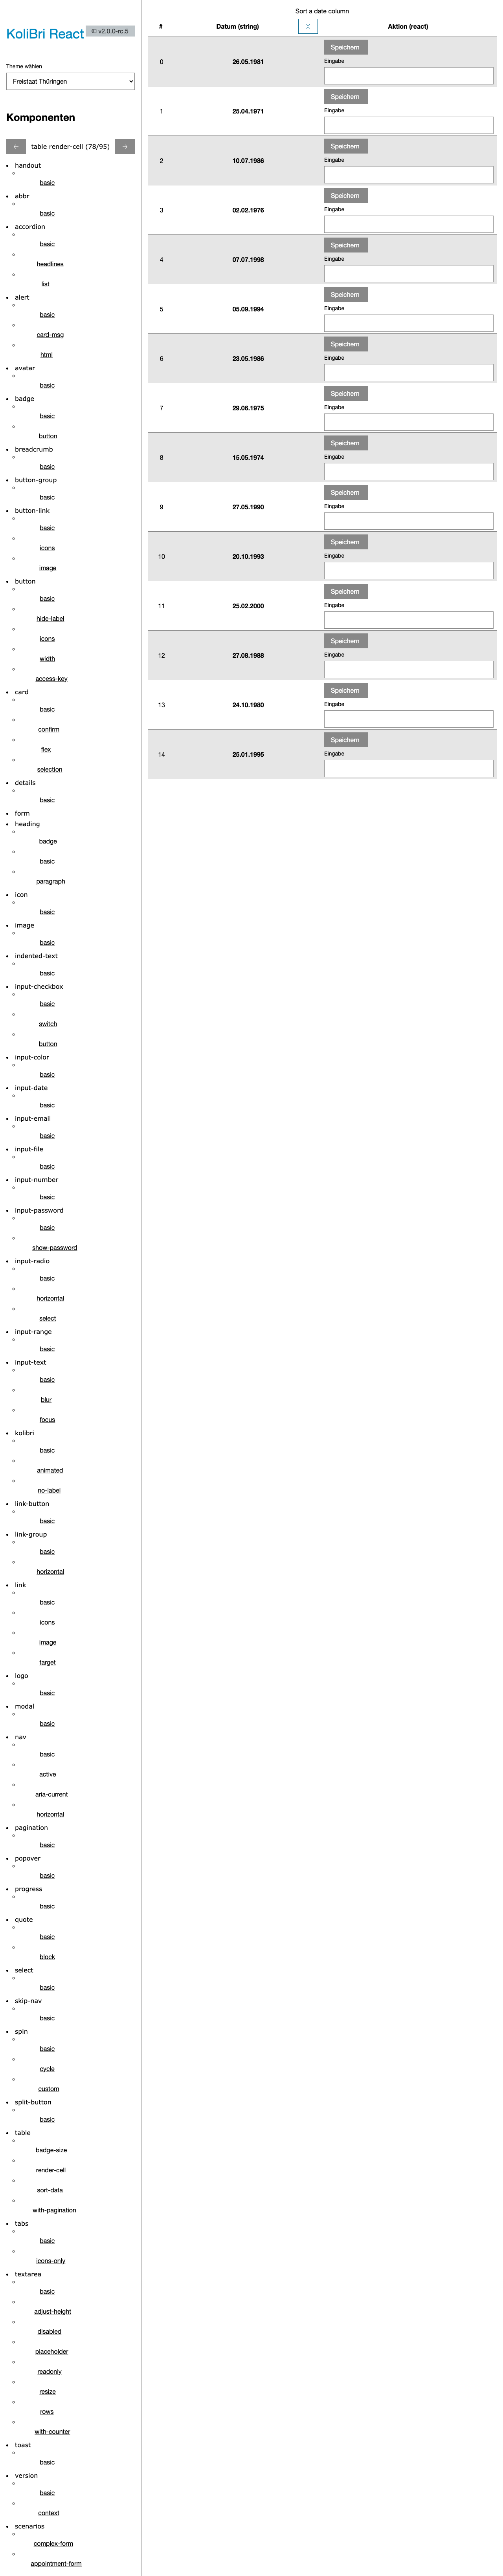 KoliBri React
v2.0.0-rc.5
Theme wählen
Freistaat Thüringen
Komponenten
table render-cell (78/95)
handout
basic
abbr
basic
accordion
basic
headlines
list
alert
basic
card-msg
html
avatar
basic
badge
basic
button
breadcrumb
basic
button-group
basic
button-link
basic
icons
image
button
basic
hide-label
icons
width
access-key
card
basic
confirm
flex
selection
details
basic
form
heading
badge
basic
paragraph
icon
basic
image
basic
indented-text
basic
input-checkbox
basic
switch
button
input-color
basic
input-date
basic
input-email
basic
input-file
basic
input-number
basic
input-password
basic
show-password
input-radio
basic
horizontal
select
input-range
basic
input-text
basic
blur
focus
kolibri
basic
animated
no-label
link-button
basic
link-group
basic
horizontal
link
basic
icons
image
target
logo
basic
modal
basic
nav
basic
active
aria-current
horizontal
pagination
basic
popover
basic
progress
basic
quote
basic
block
select
basic
skip-nav
basic
spin
basic
cycle
custom
split-button
basic
table
badge-size
render-cell
sort-data
with-pagination
tabs
basic
icons-only
textarea
basic
adjust-height
disabled
placeholder
readonly
resize
rows
with-counter
toast
basic
version
basic
context
scenarios
complex-form
appointment-form
Sort a date column
# Datum (string) Aktion (react)
Speichern
0 26.05.1981 Eingabe
Speichern
1 25.04.1971 Eingabe
Speichern
2 10.07.1986 Eingabe
Speichern
3 02.02.1976 Eingabe
Speichern
4 07.07.1998 Eingabe
Speichern
5 05.09.1994 Eingabe
Speichern
6 23.05.1986 Eingabe
Speichern
7 29.06.1975 Eingabe
Speichern
8 15.05.1974 Eingabe
Speichern
9 27.05.1990 Eingabe
Speichern
10 20.10.1993 Eingabe
Speichern
11 25.02.2000 Eingabe
Speichern
12 27.08.1988 Eingabe
Speichern
13 24.10.1980 Eingabe
Speichern
14 25.01.1995 Eingabe